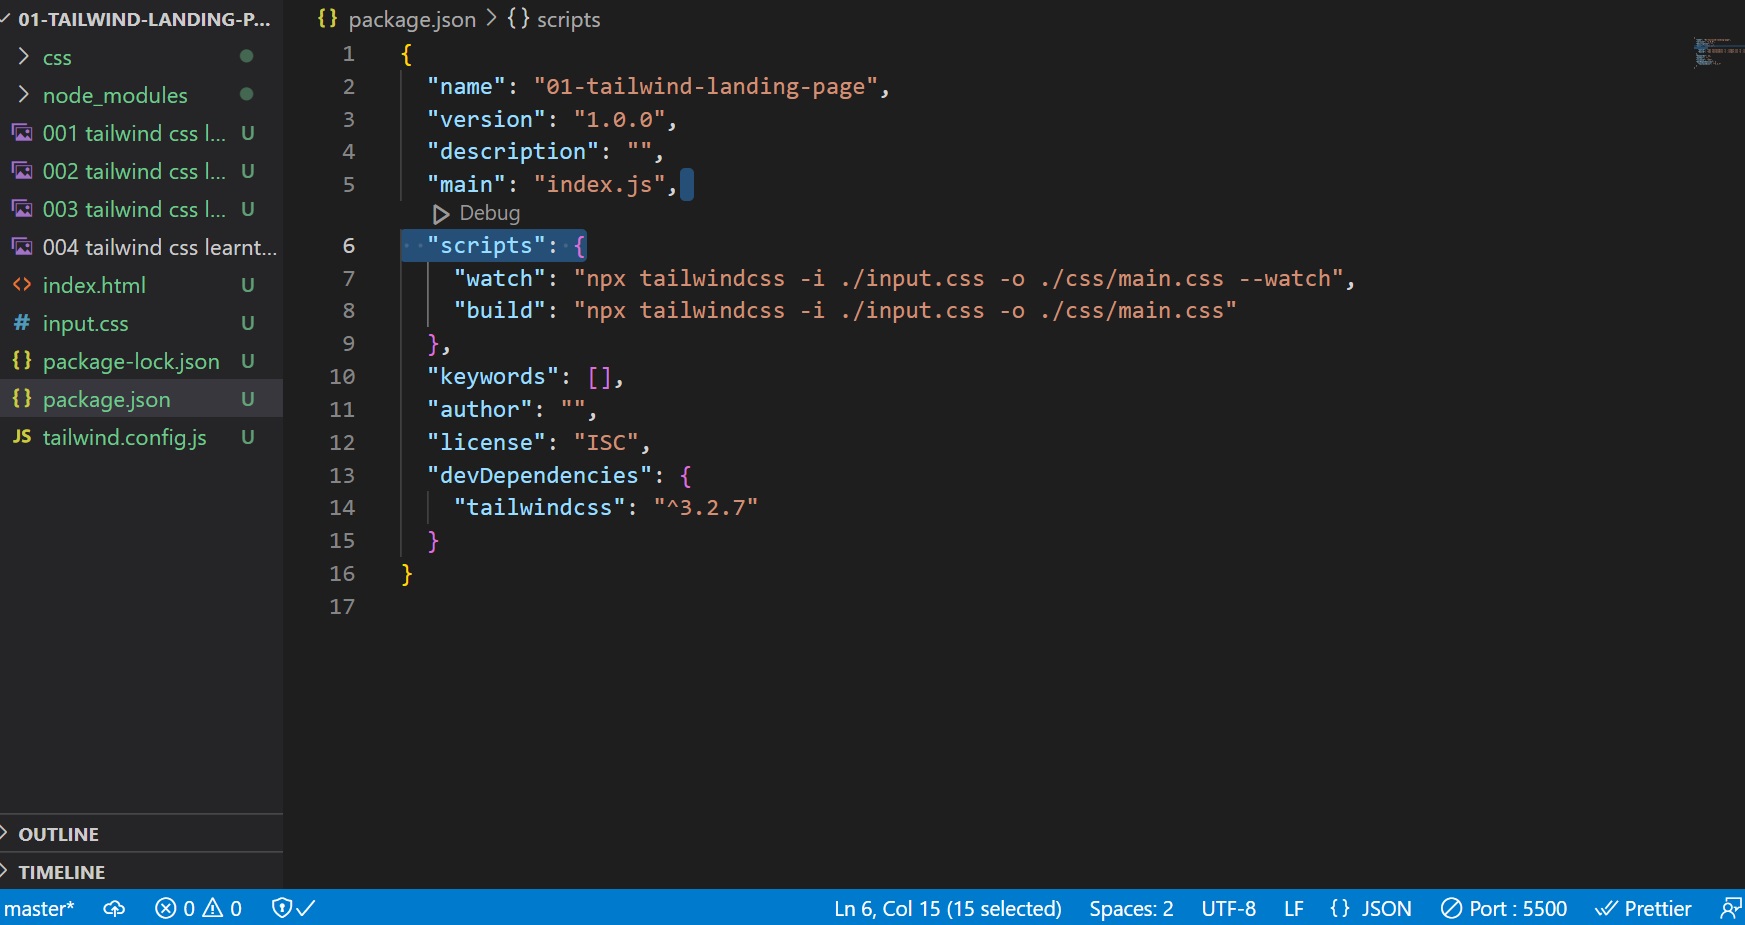 01-TAILWIND-LANDING-P...
css
node_modules
001 tailwind css l... U
002 tailwind css l... U
003 tailwind css l... U
004 tailwind css learnt...
index.html U
# input.css U
{} package-lock.json U
{} package.json U
JS tailwind.config.js U
OUTLINE
TIMELINE
{} package.json > {} scripts
1 {
2 "name": "01-tailwind-landing-page",
3 "version": "1.0.0",
4 "description": "",
5 "main": "index.js",
Debug
6 "scripts": {
7 "watch": "npx tailwindcss -i ./input.css -o ./css/main.css --watch",
8 "build": "npx tailwindcss -i ./input.css -o ./css/main.css"
9 },
10 "keywords": [],
11 "author": "",
12 "license": "ISC",
13 "devDependencies": {
14 "tailwindcss": "^3.2.7"
15 }
16 }
17
master* 0 0 Ln 6, Col 15 (15 selected) Spaces: 2 UTF-8 LF {} JSON Port : 5500 Prettier